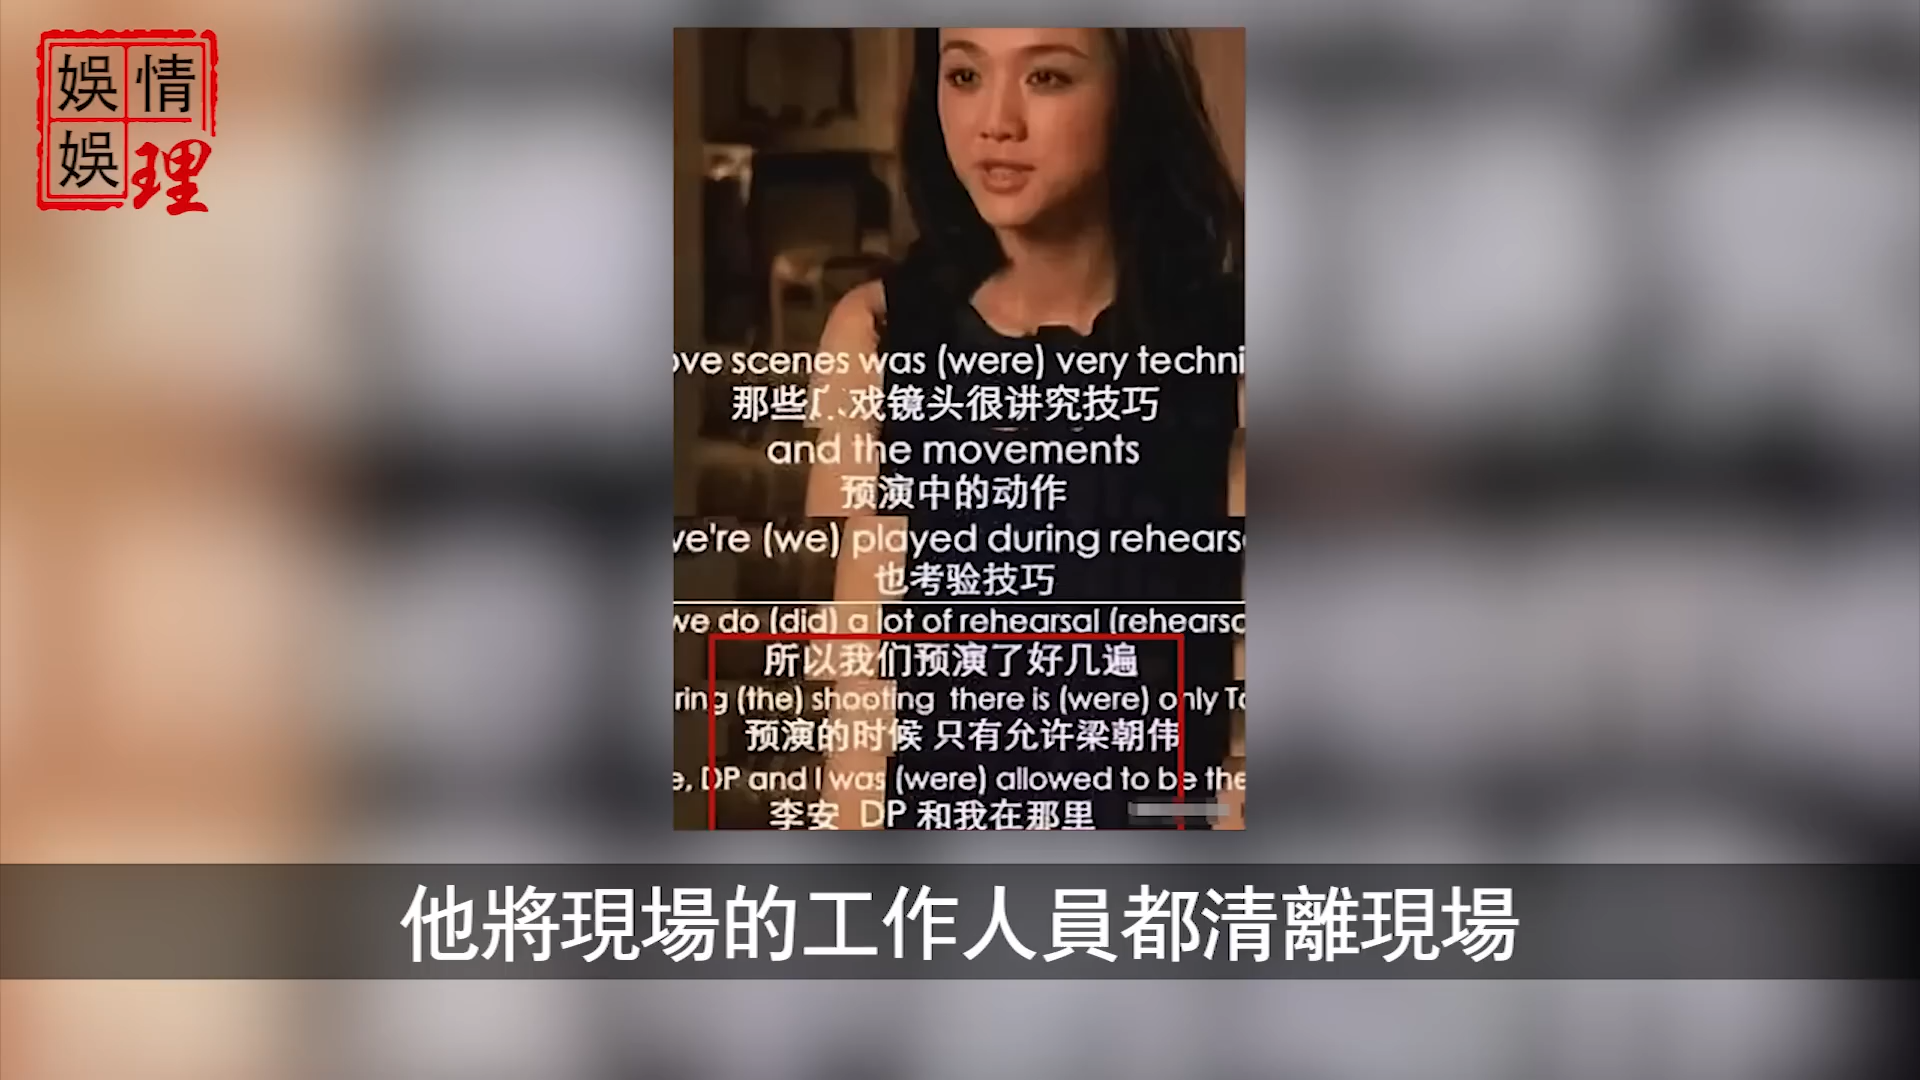 娛情
娛理
ove scenes was (were) very techni
那些 戏镜头很讲究技巧
and the movements
预演中的动作
ve're (we) played during rehears
也考验技巧
we do (did) a lot of rehearsal (rehearsa
所以我们预演了好几遍
ring (the) shooting there is (were) only To
预演的时候 只有允许梁朝伟
e, DP and I was (were) allowed to be the
李安 DP 和我在那里
他將現場的工作人員都清離現場